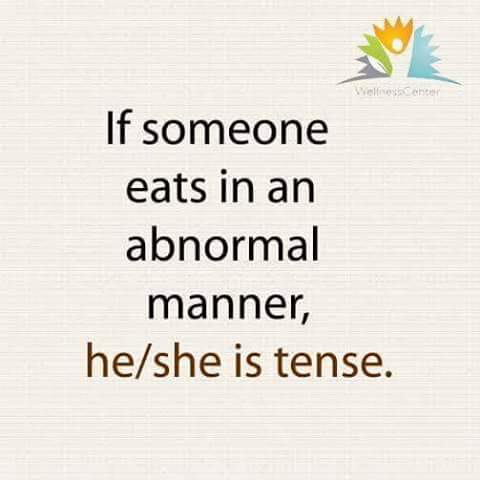 WellnessCenter
If someone
eats in an
abnormal
manner,
he/she is tense.